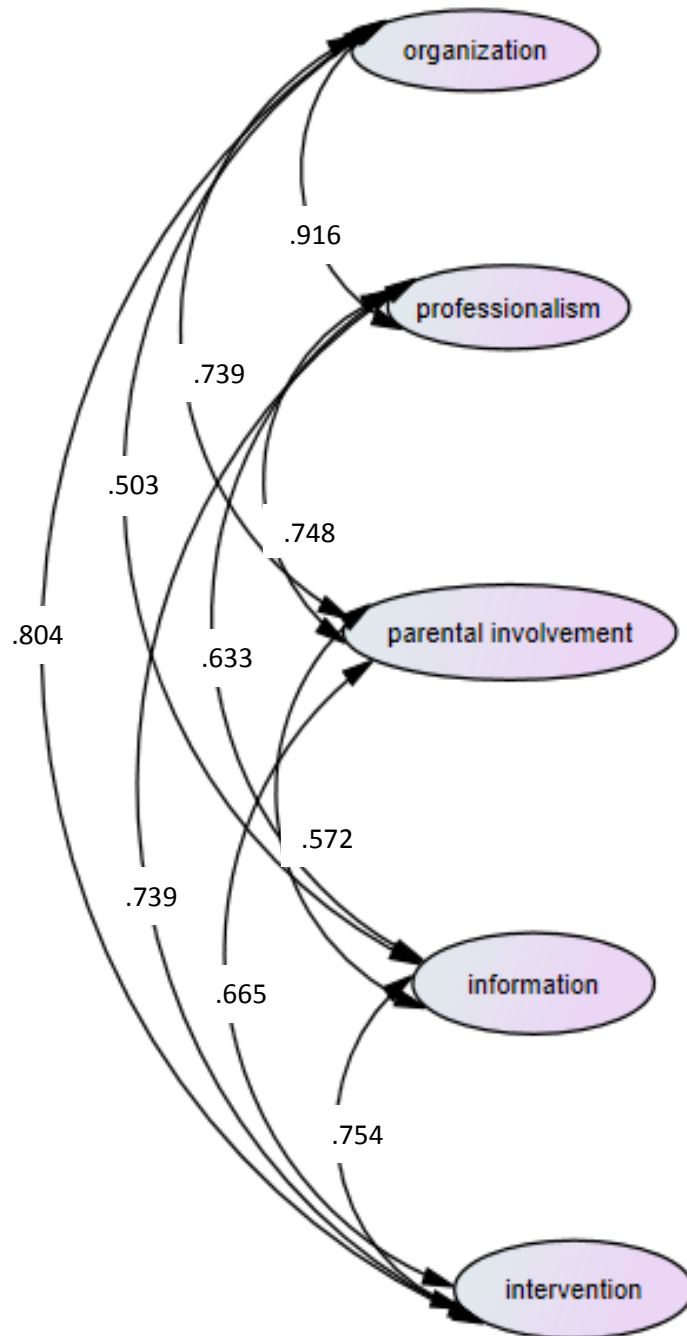 organization
.916
professionalism
.739
.503
.748
parental involvement
.804
.633
.572
.739
information
.665
.754
intervention